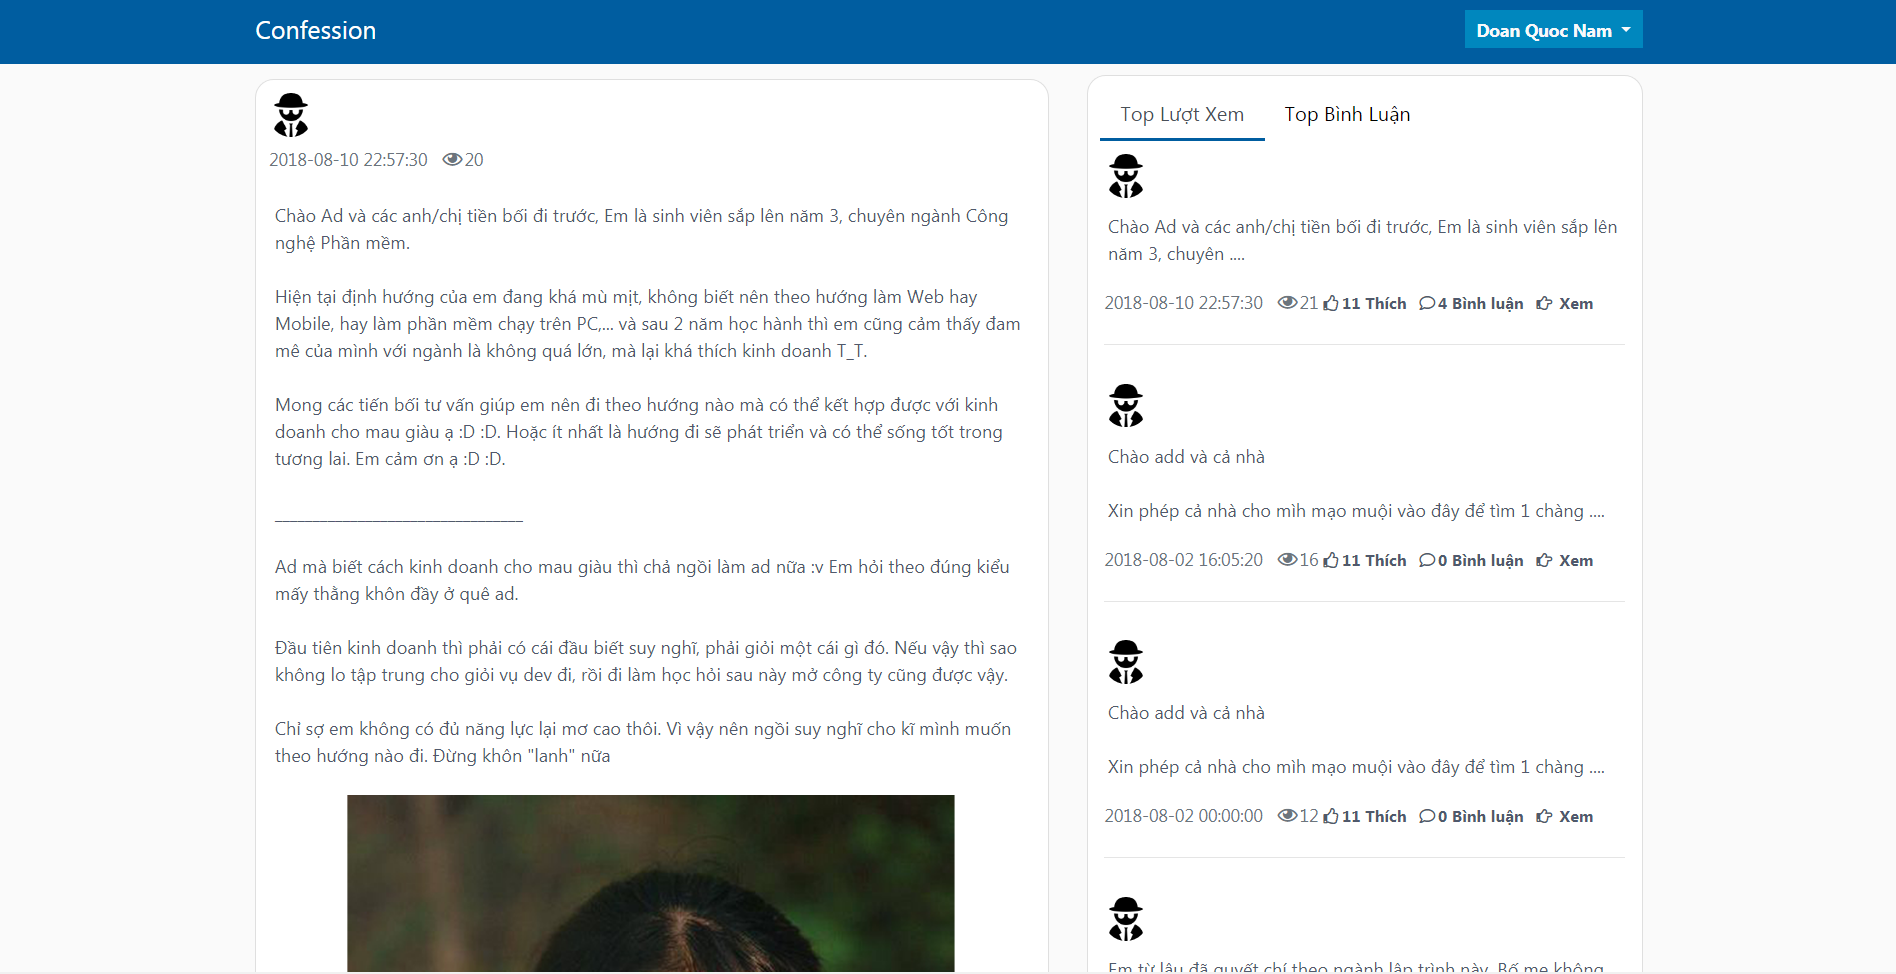 Confession
Doan Quoc Nam
2018-08-10 22:57:30 20
Chào Ad và các anh/chị tiền bối đi trước, Em là sinh viên sắp lên năm 3, chuyên ngành Công
nghệ Phần mềm.
Hiện tại định hướng của em đang khá mù mịt, không biết nên theo hướng làm Web hay
Mobile, hay làm phần mềm chạy trên PC,... và sau 2 năm học hành thì em cũng cảm thấy đam
mê của mình với ngành là không quá lớn, mà lại khá thích kinh doanh T_T.
Mong các tiến bối tư vấn giúp em nên đi theo hướng nào mà có thể kết hợp được với kinh
doanh cho mau giàu ạ :D :D. Hoặc ít nhất là hướng đi sẽ phát triển và có thể sống tốt trong
tương lai. Em cảm ơn ạ :D :D.
_______________________________
Ad mà biết cách kinh doanh cho mau giàu thì chả ngồi làm ad nữa :v Em hỏi theo đúng kiểu
mấy thằng khôn đầy ở quê ad.
Đầu tiên kinh doanh thì phải có cái đầu biết suy nghĩ, phải giỏi một cái gì đó. Nếu vậy thì sao
không lo tập trung cho giỏi vụ dev đi, rồi đi làm học hỏi sau này mở công ty cũng được vậy.
Chỉ sợ em không có đủ năng lực lại mơ cao thôi. Vì vậy nên ngồi suy nghĩ cho kĩ mình muốn
theo hướng nào đi. Đừng khôn "lanh" nữa
Top Lượt Xem Top Bình Luận
Chào Ad và các anh/chị tiền bối đi trước, Em là sinh viên sắp lên
năm 3, chuyên ....
2018-08-10 22:57:30 21 11 Thích 4 Bình luận Xem
Chào add và cả nhà
Xin phép cả nhà cho mìh mạo muội vào đây để tìm 1 chàng ....
2018-08-02 16:05:20 16 11 Thích 0 Bình luận Xem
Chào add và cả nhà
Xin phép cả nhà cho mìh mạo muội vào đây để tìm 1 chàng ....
2018-08-02 00:00:00 12 11 Thích 0 Bình luận Xem
Em từ lâu đã quyết chí theo ngành lập trình này. Bố mẹ không